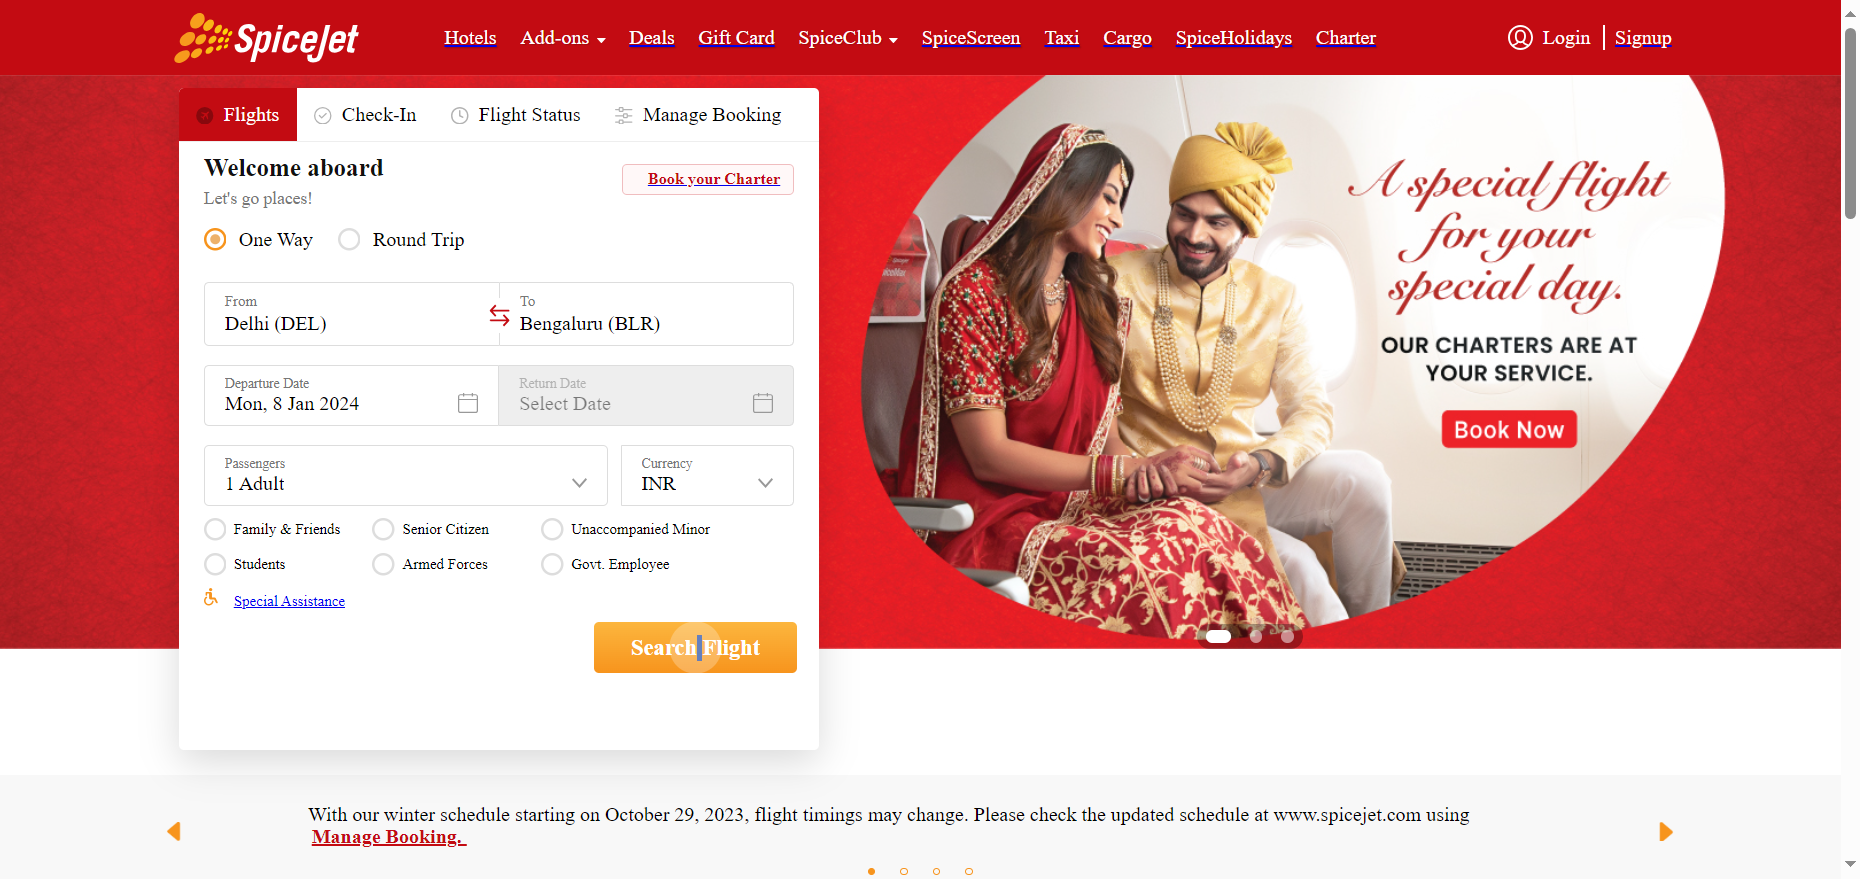 SpiceJet
Hotels Add-ons Deals Gift Card SpiceClub SpiceScreen Taxi Cargo SpiceHolidays Charter
Login Signup
Flights Check-In Flight Status Manage Booking
Welcome aboard
Let's go places!
Book your Charter
One Way Round Trip
From
Delhi (DEL)
To
Bengaluru (BLR)
Departure Date
Mon, 8 Jan 2024
Return Date
Select Date
Passengers
1 Adult
Currency
INR
Family & Friends Senior Citizen Unaccompanied Minor
Students Armed Forces Govt. Employee
Special Assistance
Search Flight
A special flight
for your
special day.
OUR CHARTERS ARE AT
YOUR SERVICE.
Book Now
With our winter schedule starting on October 29, 2023, flight timings may change. Please check the updated schedule at www.spicejet.com using
Manage Booking.